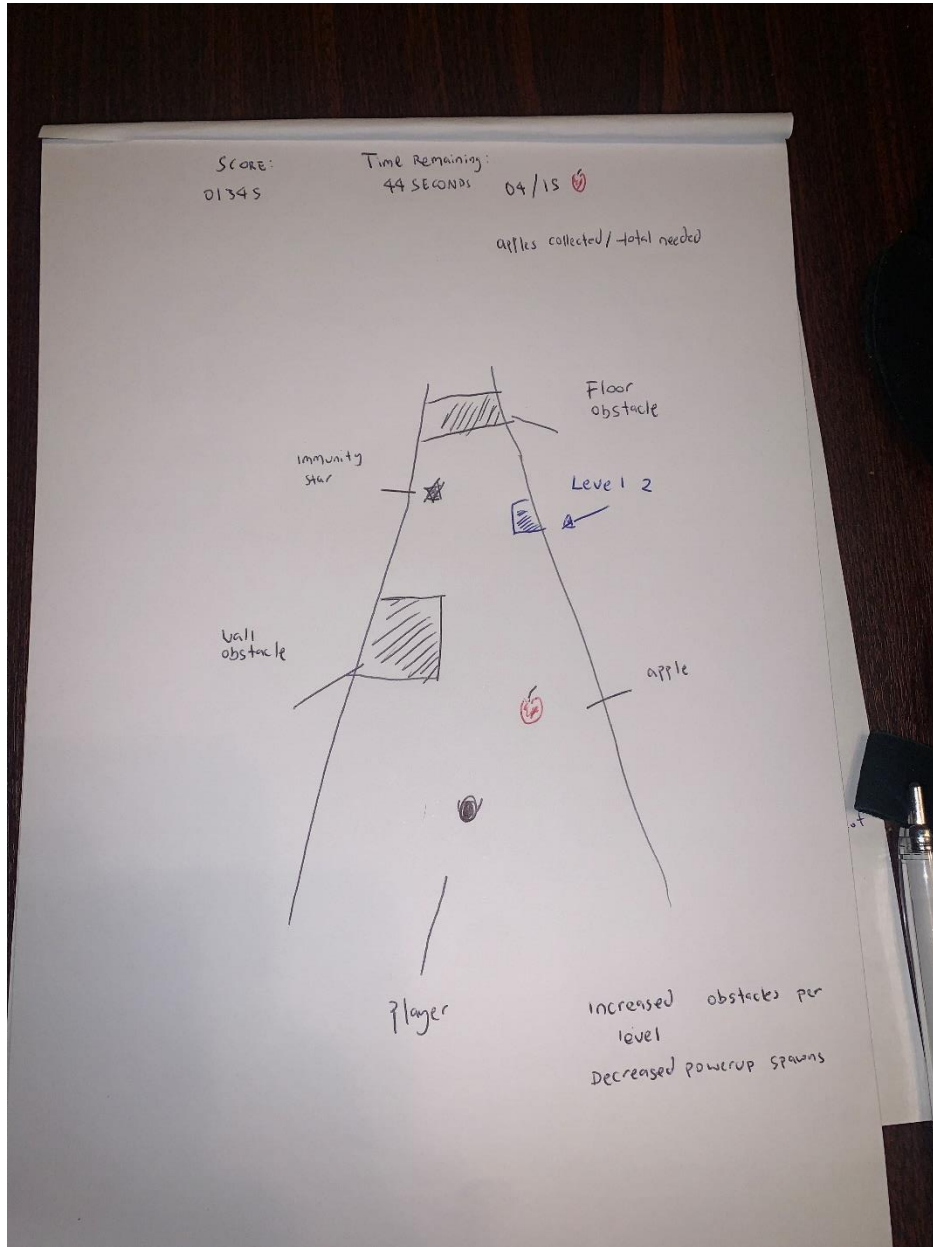 SCORE:
01345
Time Remaining:
44 SECONDS
04/15
apples collected/total needed
Floor
obstacle
Immunity
star
Level 2
wall
obstacle
apple
Player
Increased obstacles per
level
Decreased powerup spawns